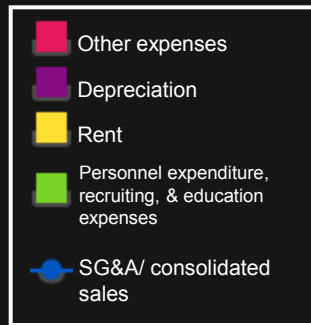 Other expenses
Depreciation
Rent
Personnel expenditure,
recruiting, & education
expenses
SG&A/ consolidated
sales